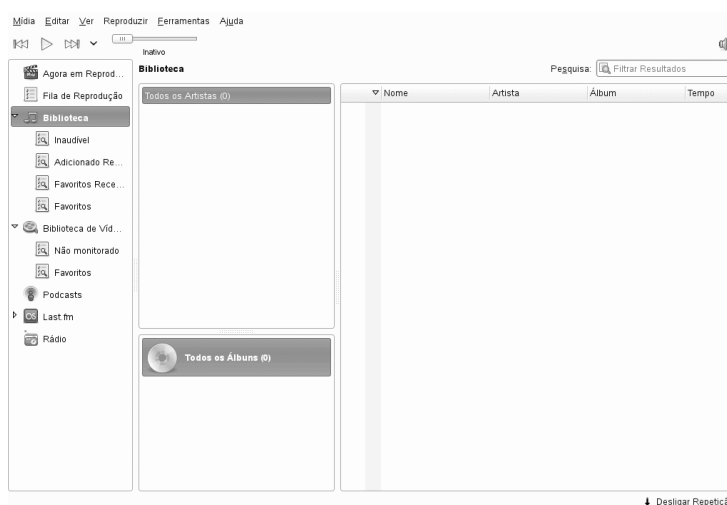 Mídia Editar Ver Reproduzir Ferramentas Ajuda
Inativo
Agora em Reprod...
Fila de Reprodução
Biblioteca
Inaudível
Adicionado Re...
Favoritos Rece...
Favoritos
Biblioteca de Víd...
Não monitorado
Favoritos
Podcasts
Last.fm
Rádio
Biblioteca
Pesquisa: Filtrar Resultados
Todos os Artistas (0)
Todos os Álbuns (0)
Nome Artista Álbum Tempo
Desligar Repetiçã